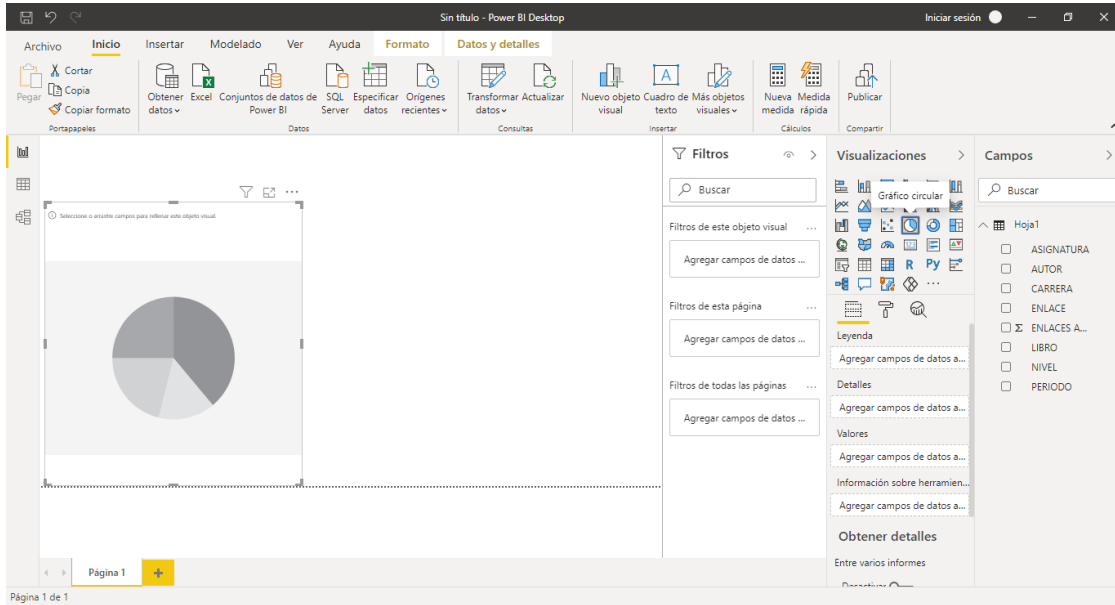 Sin título - Power BI Desktop
Iniciar sesión
Archivo Inicio Insertar Modelado Ver Ayuda Formato Datos y detalles
Pegar
Cortar
Copia
Copiar formato
Portapapeles
Obtener datos
Excel
Conjuntos de datos de Power BI
SQL Server
Especificar datos
Orígenes recientes
Datos
Transformar datos
Actualizar
Consultas
Nuevo objeto visual
Cuadro de texto
Más objetos visuales
Insertar
Nueva medida
Medida rápida
Cálculos
Publicar
Compartir
Seleccione o arrastre campos para rellenar este objeto visual.
Filtros
Buscar
Filtros de este objeto visual
Agregar campos de datos ...
Filtros de esta página
Agregar campos de datos ...
Filtros de todas las páginas
Agregar campos de datos ...
Visualizaciones
Gráfico circular
R Py
Leyenda
Agregar campos de datos a...
Detalles
Agregar campos de datos a...
Valores
Agregar campos de datos a...
Información sobre herramien...
Agregar campos de datos a...
Obtener detalles
Entre varios informes
Campos
Buscar
Hoja1
ASIGNATURA
AUTOR
CARRERA
ENLACE
Σ ENLACES A...
LIBRO
NIVEL
PERIODO
Página 1
Página 1 de 1